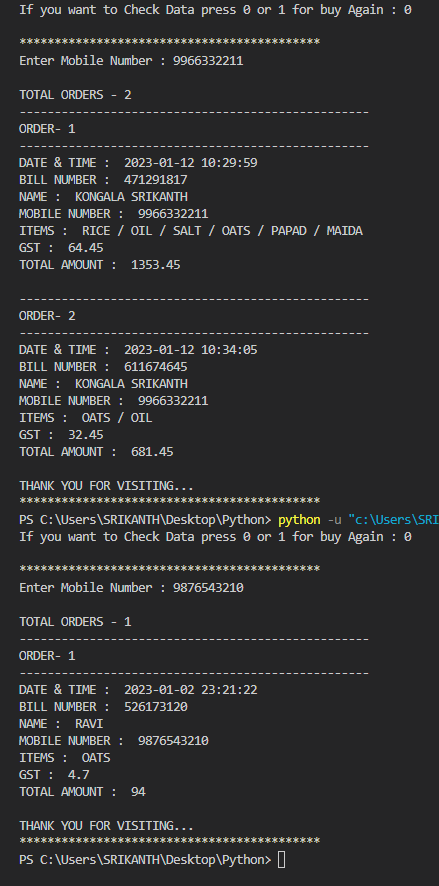 If you want to Check Data press 0 or 1 for buy Again : 0
*******************************************
Enter Mobile Number : 9966332211
TOTAL ORDERS - 2
--------------------------------------------------
ORDER- 1
--------------------------------------------------
DATE & TIME :  2023-01-12 10:29:59
BILL NUMBER :  471291817
NAME :  KONGALA SRIKANTH
MOBILE NUMBER :  9966332211
ITEMS :  RICE / OIL / SALT / OATS / PAPAD / MAIDA
GST :  64.45
TOTAL AMOUNT :  1353.45
--------------------------------------------------
ORDER- 2
--------------------------------------------------
DATE & TIME :  2023-01-12 10:34:05
BILL NUMBER :  611674645
NAME :  KONGALA SRIKANTH
MOBILE NUMBER :  9966332211
ITEMS :  OATS / OIL
GST :  32.45
TOTAL AMOUNT :  681.45
THANK YOU FOR VISITING...
*******************************************
PS C:\Users\SRIKANTH\Desktop\Python> python -u "c:\Users\SRI
If you want to Check Data press 0 or 1 for buy Again : 0
*******************************************
Enter Mobile Number : 9876543210
TOTAL ORDERS - 1
--------------------------------------------------
ORDER- 1
--------------------------------------------------
DATE & TIME :  2023-01-02 23:21:22
BILL NUMBER :  526173120
NAME :  RAVI
MOBILE NUMBER :  9876543210
ITEMS :  OATS
GST :  4.7
TOTAL AMOUNT :  94
THANK YOU FOR VISITING...
*******************************************
PS C:\Users\SRIKANTH\Desktop\Python>